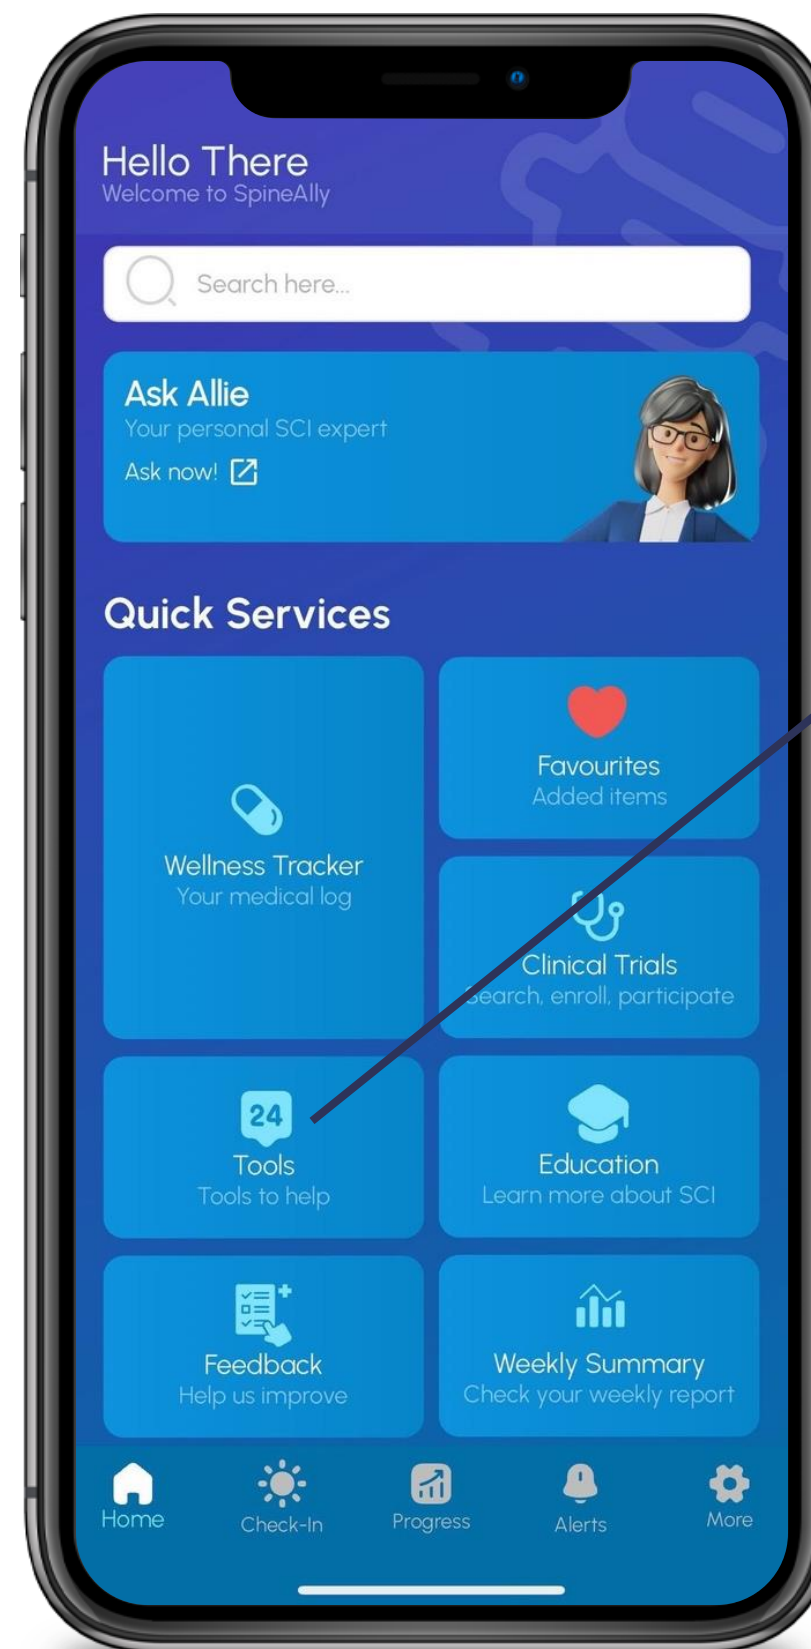 Hello There
Welcome to SpineAlly
Search here...
Ask Allie
Your personal SCI expert
Ask now!
Quick Services
Wellness Tracker
Your medical log
Favourites
Added items
Clinical Trials
Search, enroll, participate
24
Tools
Tools to help
Education
Learn more about SCI
Feedback
Help us improve
Weekly Summary
Check your weekly report
Home
Check-In
Progress
Alerts
More